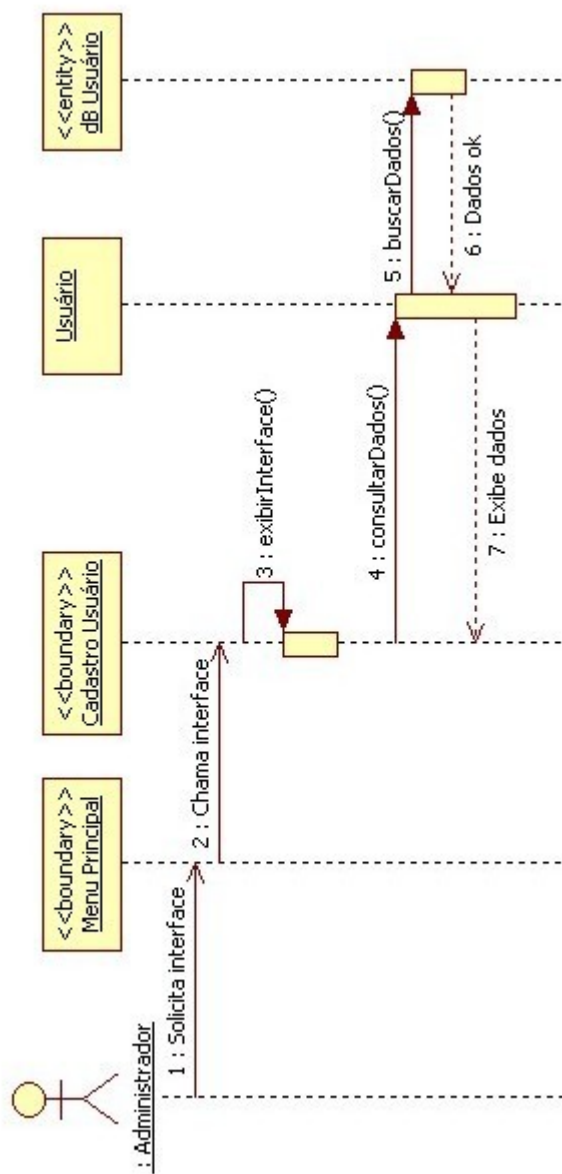 : Administrador
<<boundary>>
Menu Principal
<<boundary>>
Cadastro Usuário
Usuário
<<entity>>
dB Usuário
1 : Solicita interface
2 : Chama interface
3 : exibirInterface()
4 : consultarDados()
5 : buscarDados()
6 : Dados ok
7 : Exibe dados